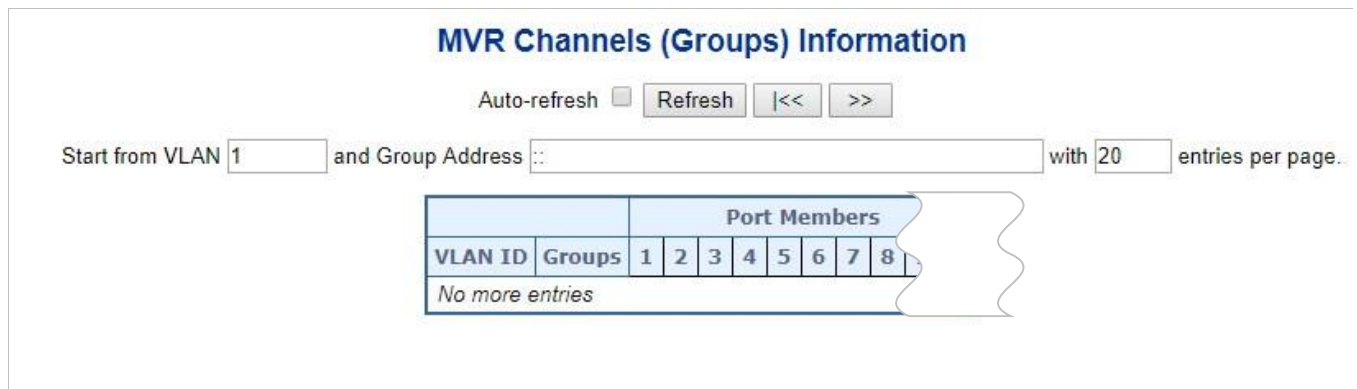 MVR Channels (Groups) Information
Auto-refresh Refresh |<< >>
Start from VLAN 1 and Group Address :: with 20 entries per page.
Port Members
VLAN ID Groups 1 2 3 4 5 6 7 8
No more entries